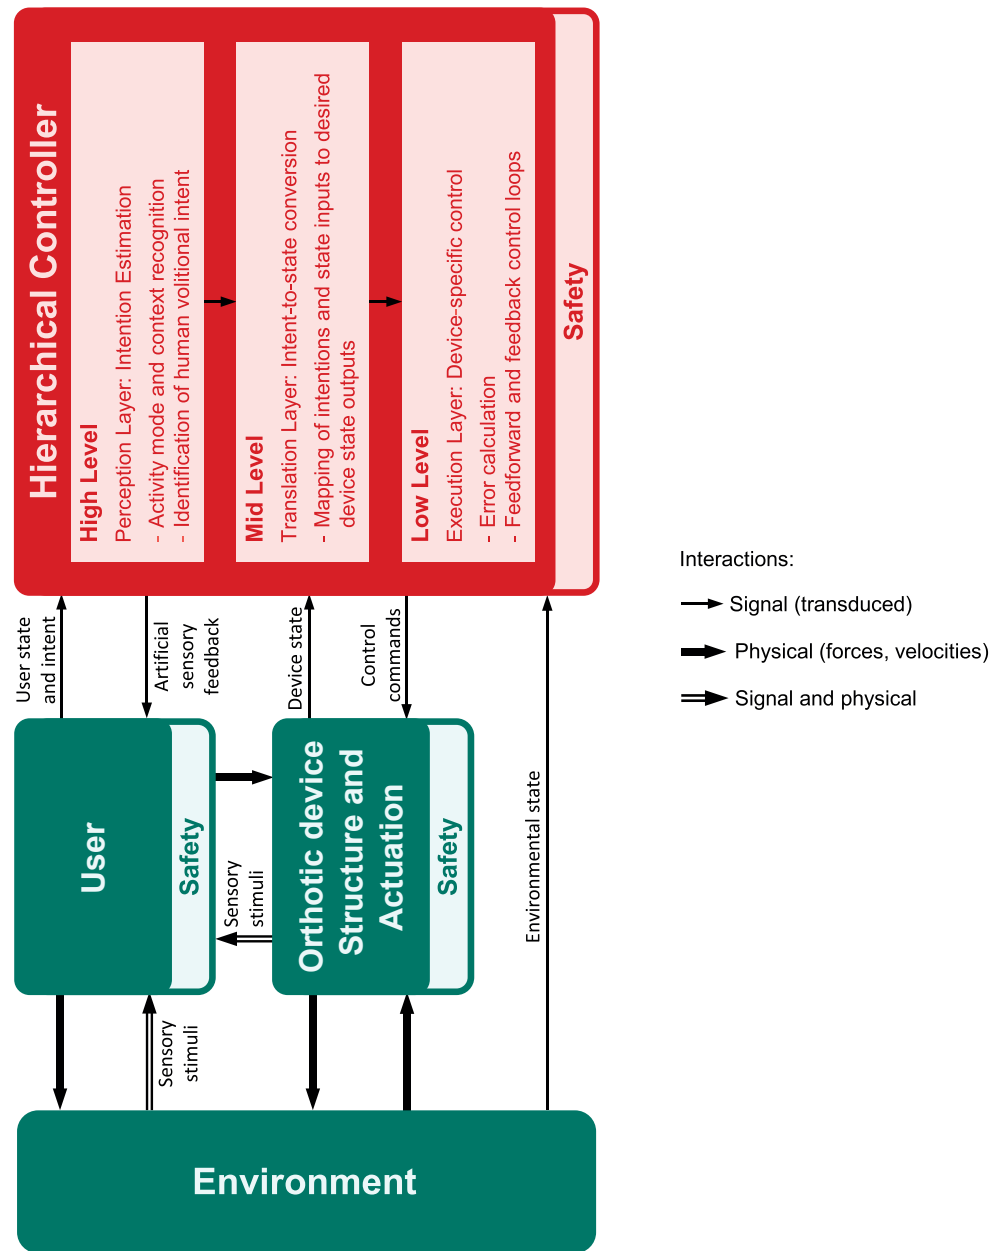 Hierarchical Controller
High Level
Perception Layer: Intention Estimation
- Activity mode and context recognition
- Identification of human volitional intent
Mid Level
Translation Layer: Intent-to-state conversion
- Mapping of intentions and state inputs to desired
device state outputs
Low Level
Execution Layer: Device-specific control
- Error calculation
- Feedforward and feedback control loops
Safety
User state
and intent
Artificial
sensory
feedback
Device state
Control
commands
Environmental state
User
Safety
Sensory
stimuli
Orthotic device
Structure and
Actuation
Safety
Sensory
stimuli
Environment
Interactions:
Signal (transduced)
Physical (forces, velocities)
Signal and physical